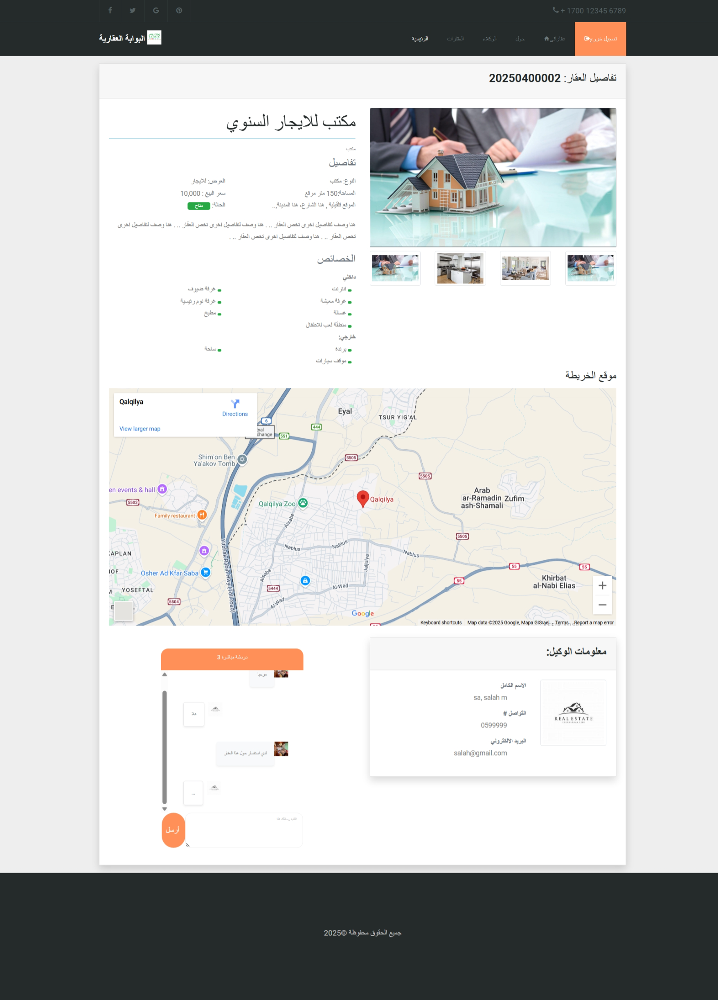 + 1700 12345 6789
البوابة العقارية
الرئيسية
العقارات
الوكلاء
حول
عقاراتي
تسجيل خروج
تفاصيل العقار: 20250400002
مكتب للايجار السنوي
مكتب
تفاصيل
النوع: مكتب
العرض: للايجار
المساحة:150 متر مرقع
سعر البيع : 10,000
الموقع قلقيلية , هنا الشارع، هنا المدينة,..
الحالة: متاح
هنا وصف لتفاصيل اخرى تخص العقار .. . هنا وصف لتفاصيل اخرى تخص العقار .. . هنا وصف لتفاصيل اخرى
تخص العقار .. . هنا وصف لتفاصيل اخرى تخص العقار .. .
الخصائص
داخلي
انترنت
غرفة ضيوف
غرفة معيشة
غرفة نوم رئيسية
غسالة
مطبخ
منطقة لعب للاطفال
خارجي:
برنده
ساحة
موقف سيارات
موقع الخريطة
Qalqilya
Directions
View larger map
Eyal
TSUR YIG'AL
6
444
551
Eyal
change
Shim'on Ben
Ya'akov Tomb
5505
5505
en events & hall
5503
Qalqilya Zoo
Qalqilya
Arab
ar-Ramadin
ash-Shamali
Zufim
Family restaurant
Alsabe
5505
Yitzhak Rabin Hwy (Toll road)
Nablus
Nablus
Nablus
KAPLAN
Jaljulya
55
55
HOF
Osher Ad Kfar Saba
Alsabe
55
Khirbat
al-Nabi Elias
5444
Al Wad
YOSEFTAL
5504
Al Wad
Google
Keyboard shortcuts
Map data ©2025 Google, Mapa GISrael
Terms
Report a map error
معلومات الوكيل:
REAL ESTATE
الاسم الكامل
sa, salah m
التواصل #
0599999
البريد الالكتروني
salah@gmail.com
دردشة مباشرة 3
مرحبا
هلا
لدي استفسار حول هذا العقار
...
اكتب رسالتك هنا
أرسل
جميع الحقوق محفوظة ©2025